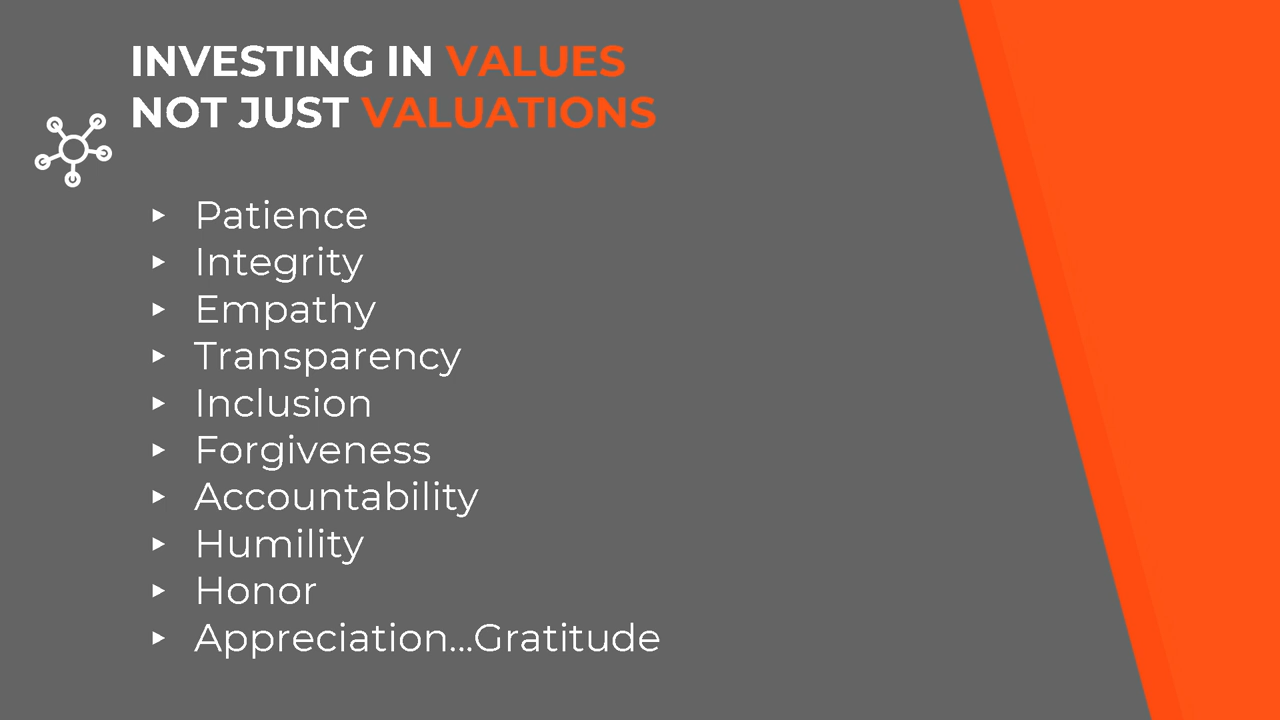 INVESTING IN VALUES
NOT JUST VALUATIONS
▸ Patience
▸ Integrity
▸ Empathy
▸ Transparency
▸ Inclusion
▸ Forgiveness
▸ Accountability
▸ Humility
▸ Honor
▸ Appreciation...Gratitude